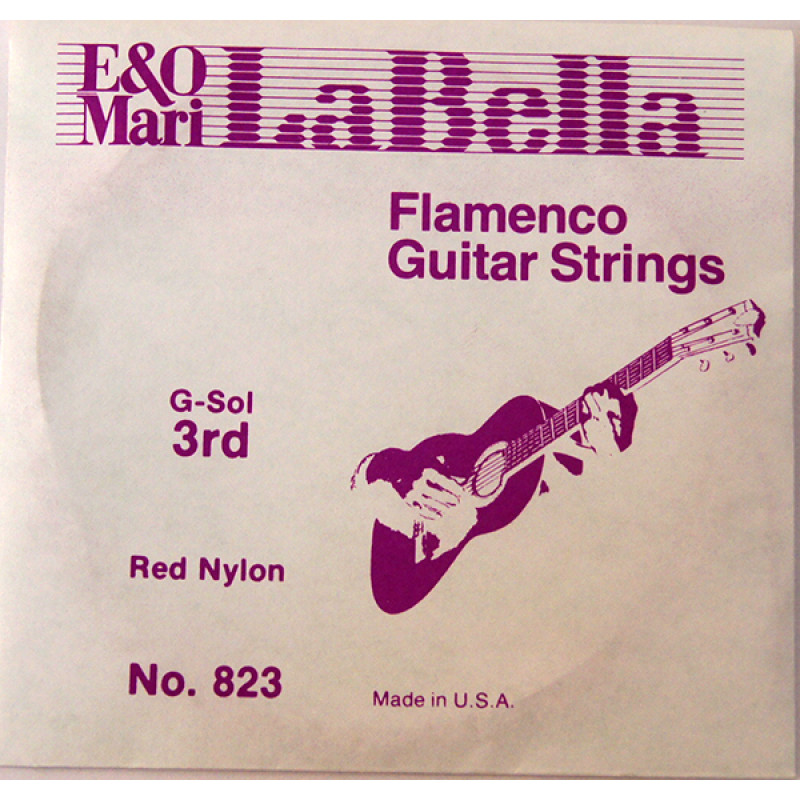 E&O
Mari
LaBella
Flamenco
Guitar Strings
G-Sol
3rd
Red Nylon
No. 823
Made in U.S.A.